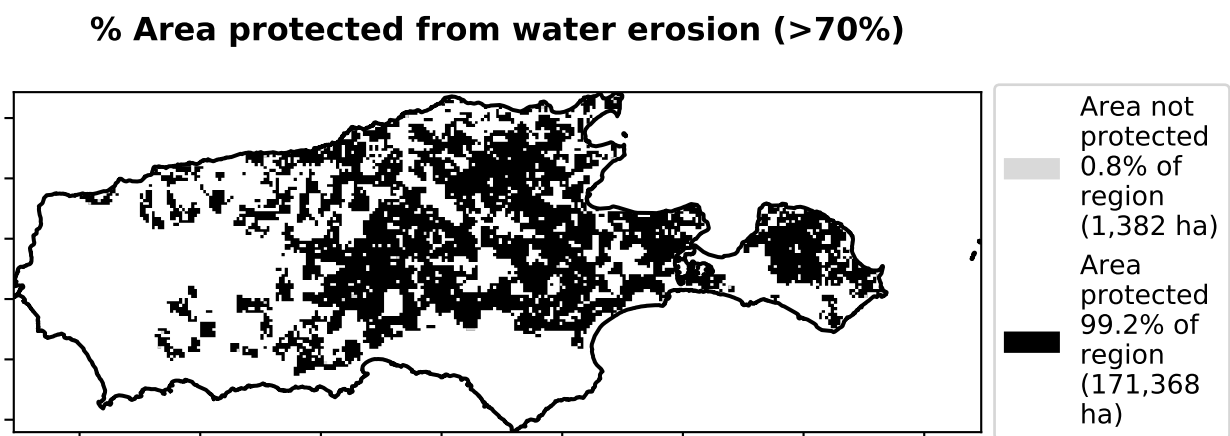 % Area protected from water erosion (>70%)
Area not
protected
0.8% of
region
(1,382 ha)
Area
protected
99.2% of
region
(171,368
ha)